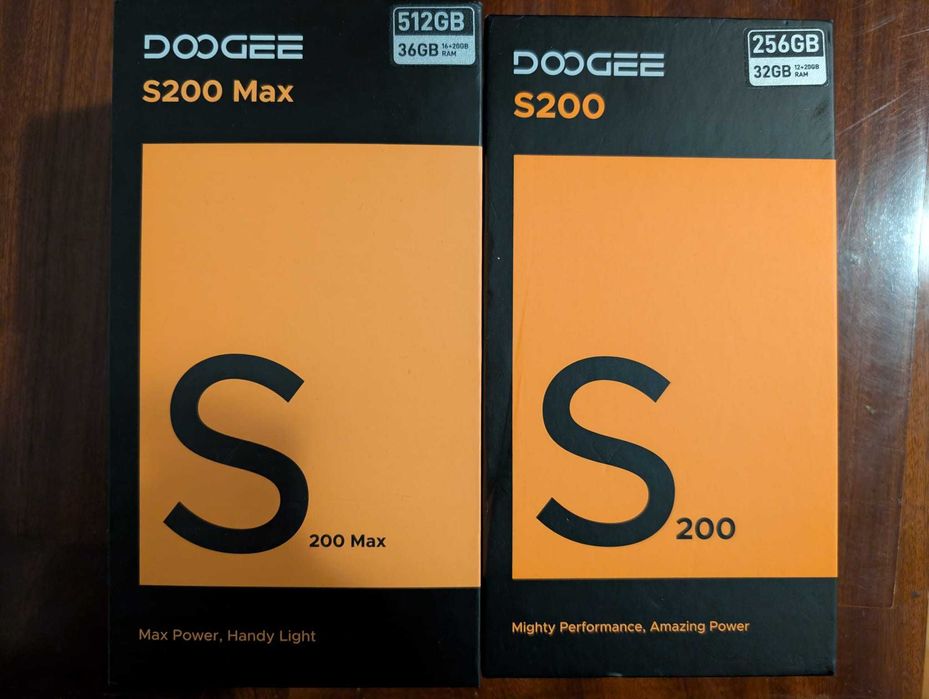 DOOGEE
S200 Max
512GB
36GB 16+20GB RAM
S
200 Max
Max Power, Handy Light
DOOGEE
S200
256GB
32GB 12+20GB RAM
S
200
Mighty Performance, Amazing Power